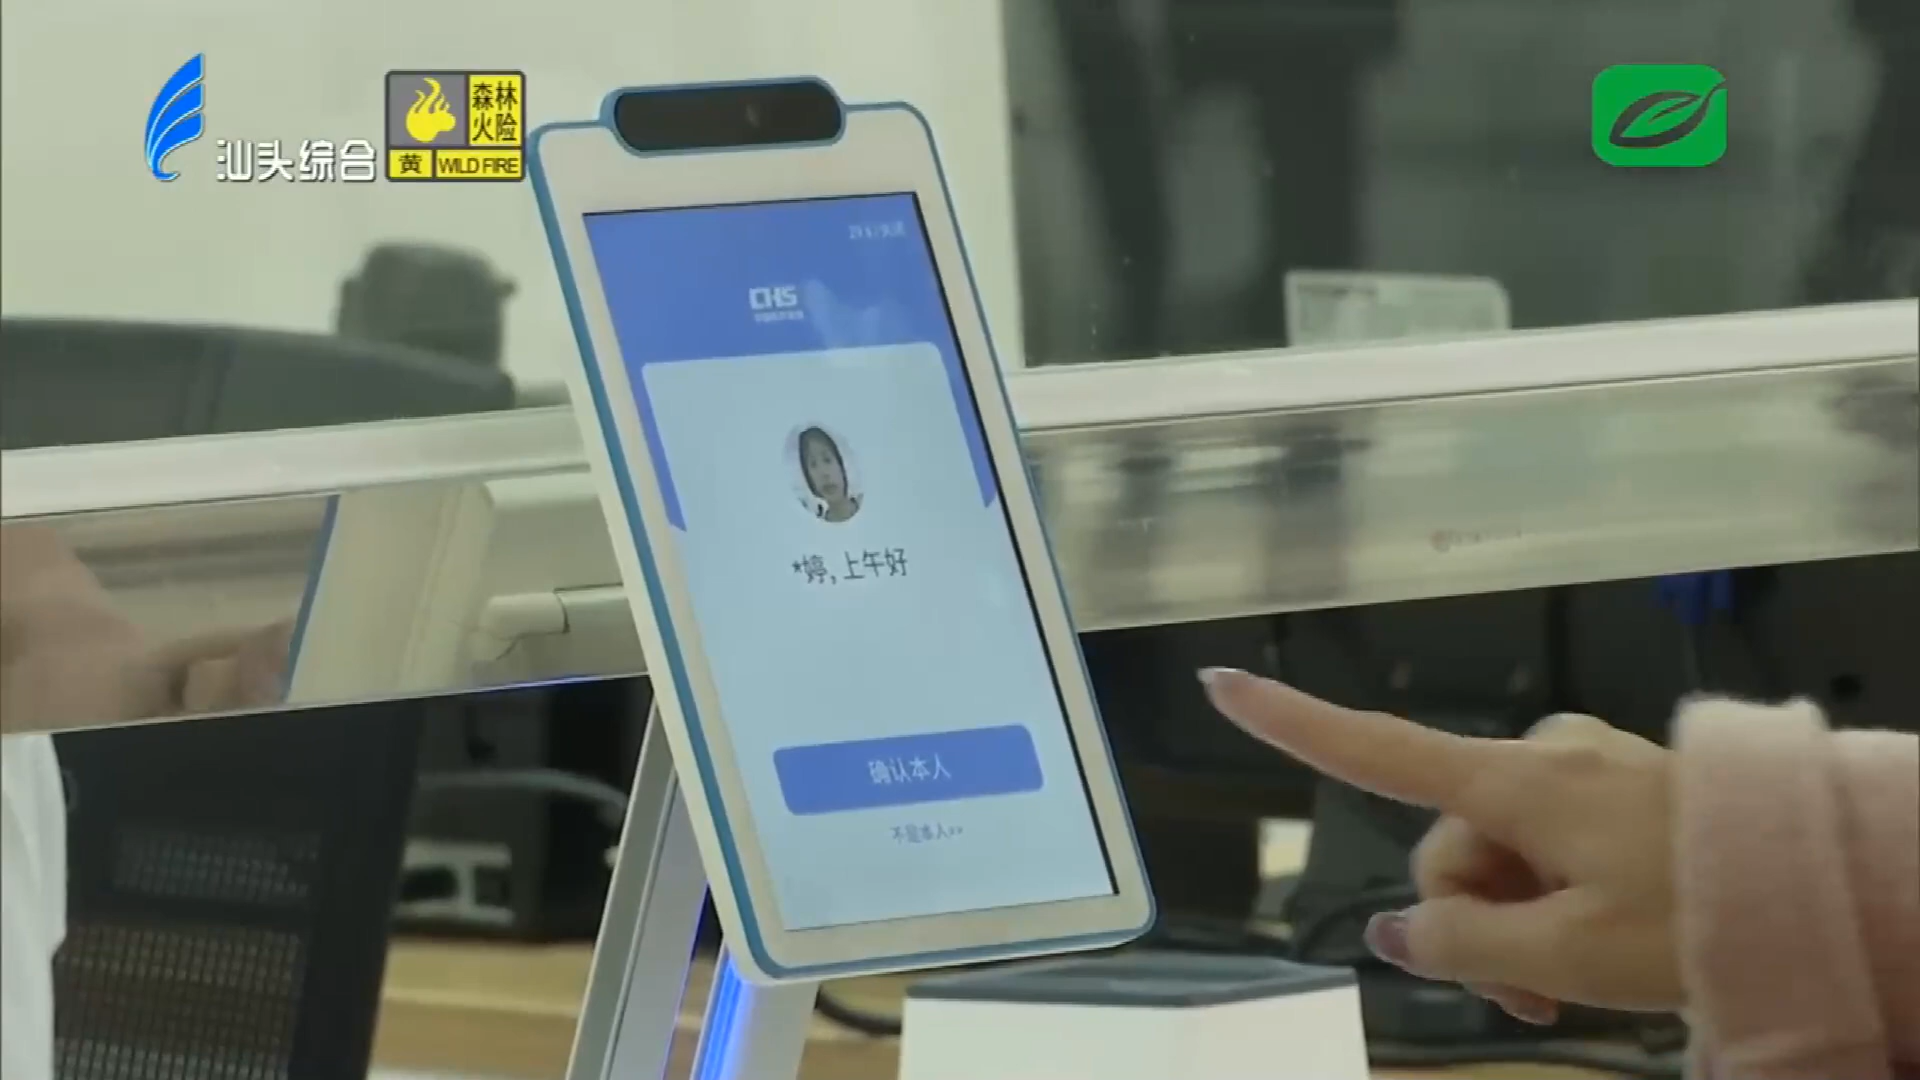 汕头综合
森林
火险
黄 WILD FIRE
CHS
*婷,上午好
确认本人
不是本人>>